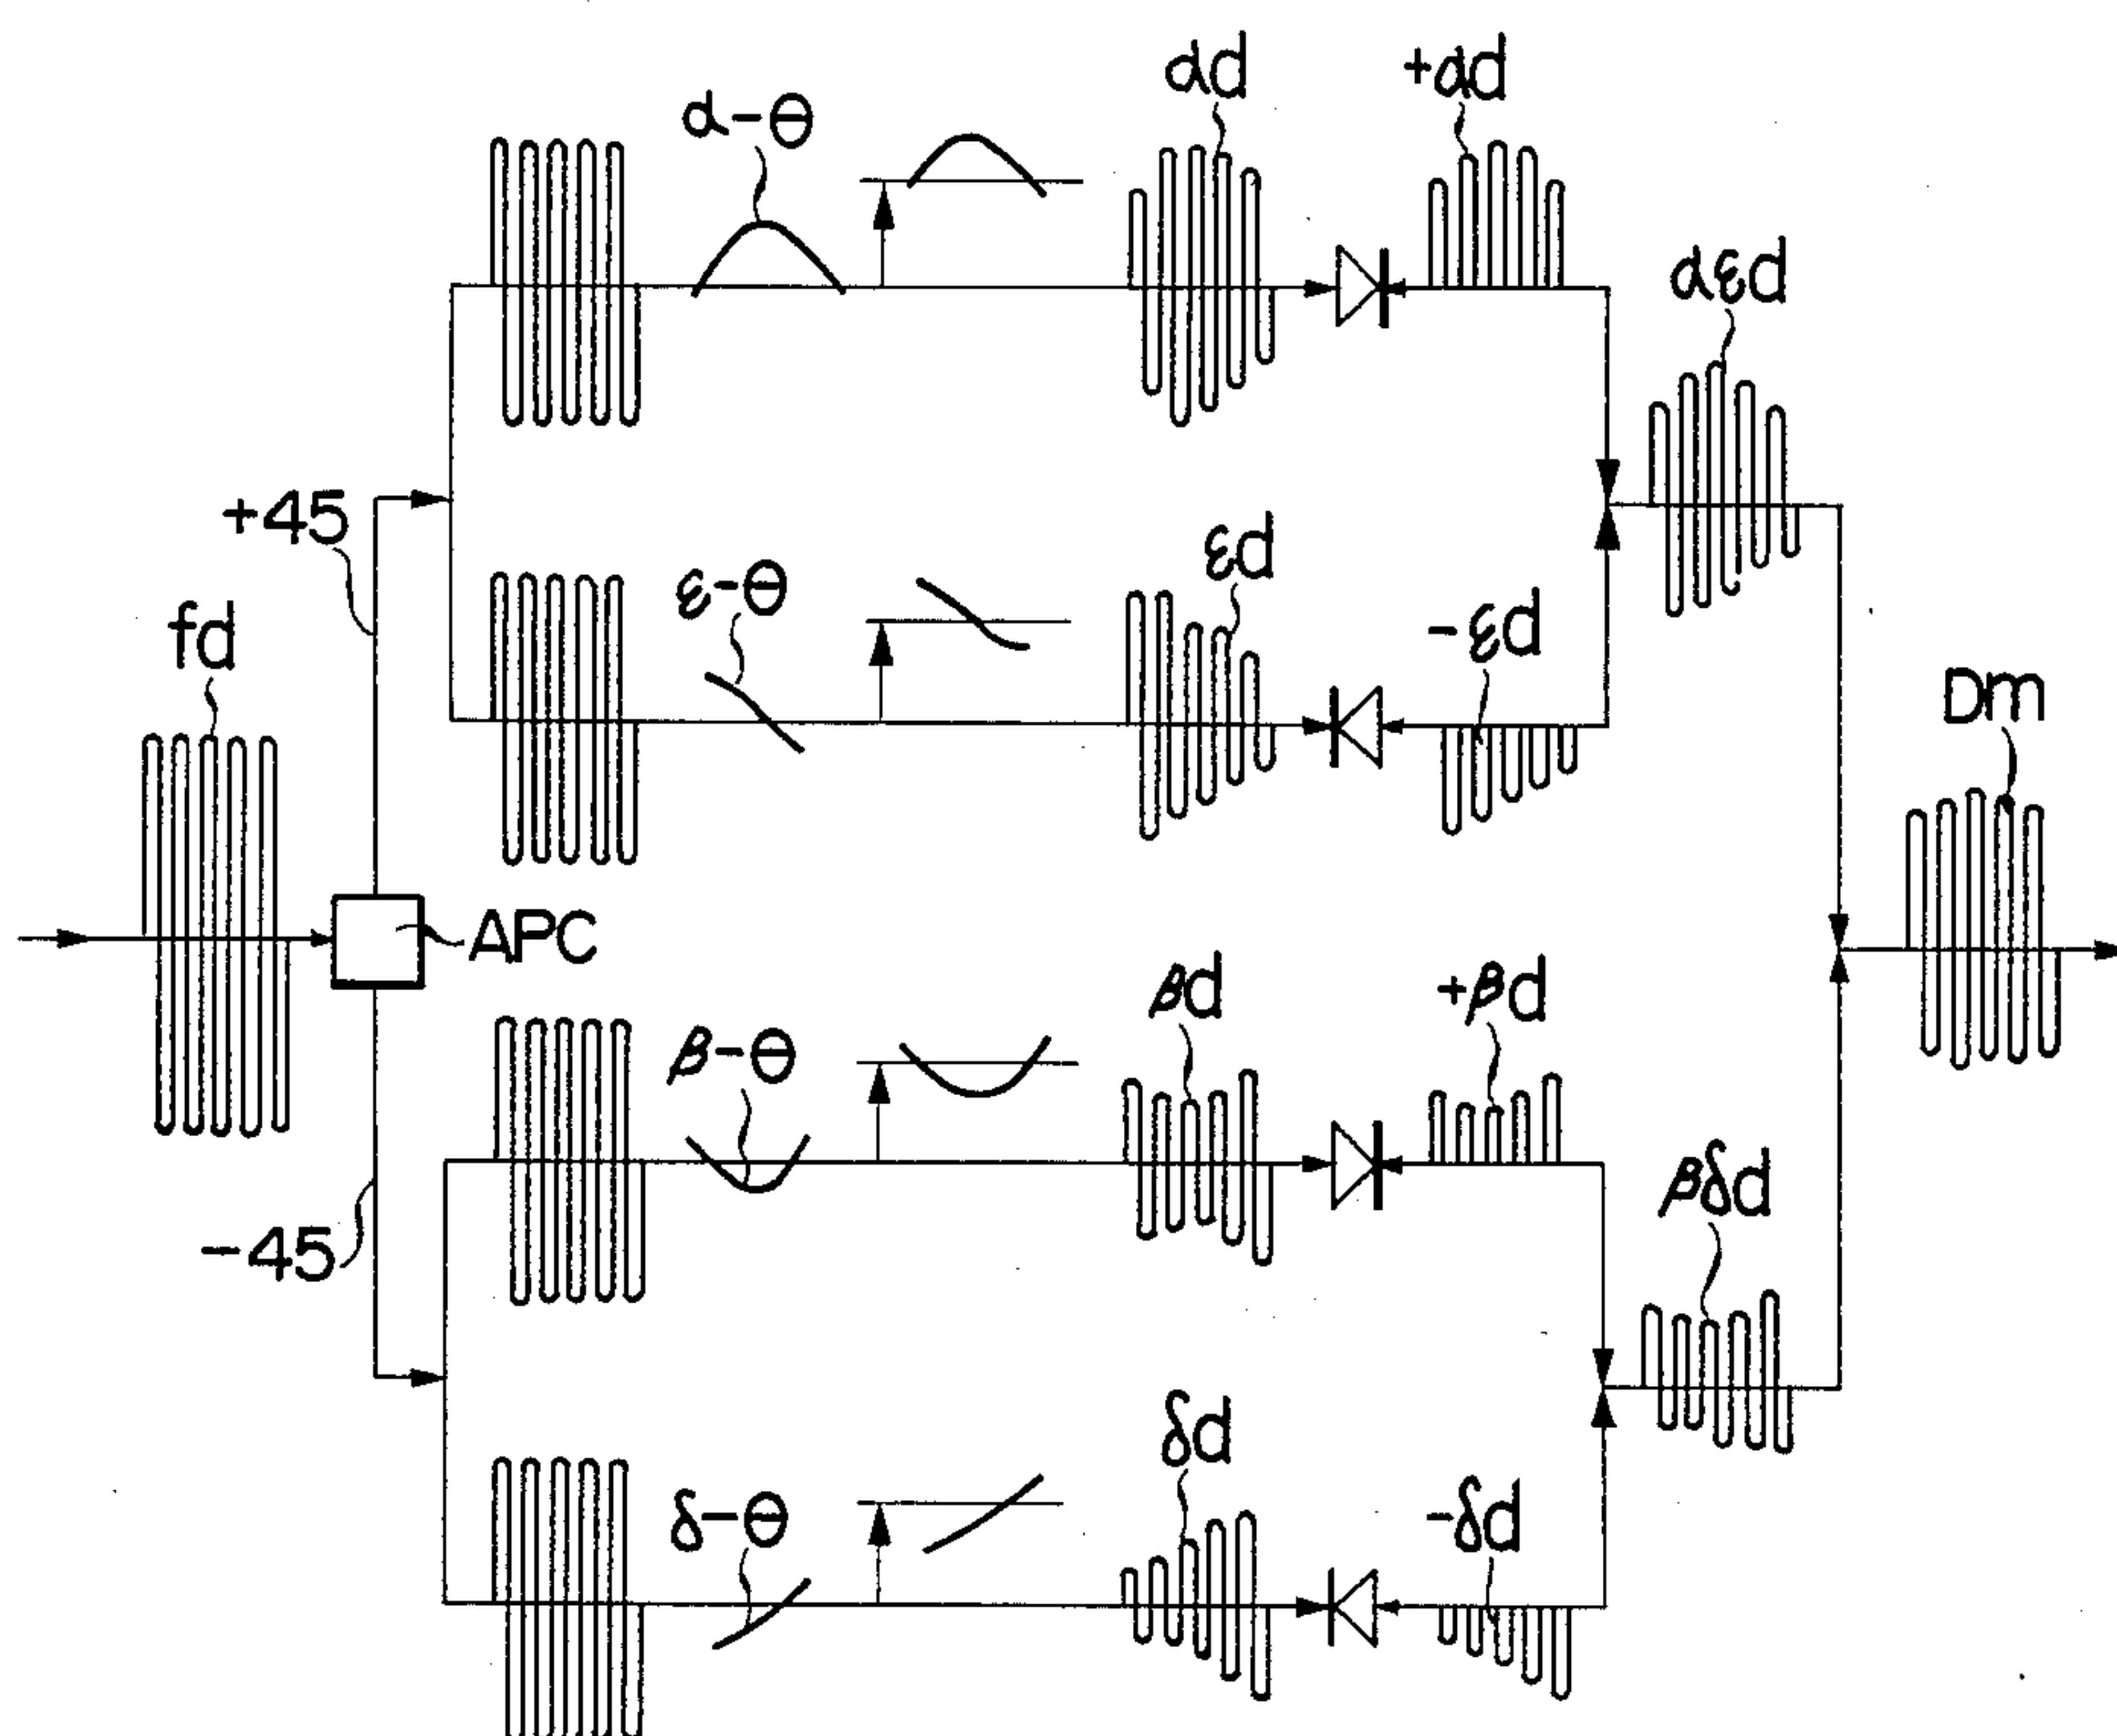 αd
+αd
α-θ
αεd
+45
εd
ε-θ
-εd
fd
Dm
APC
βd
+βd
β-θ
βδd
-45
δd
δ-θ
-δd